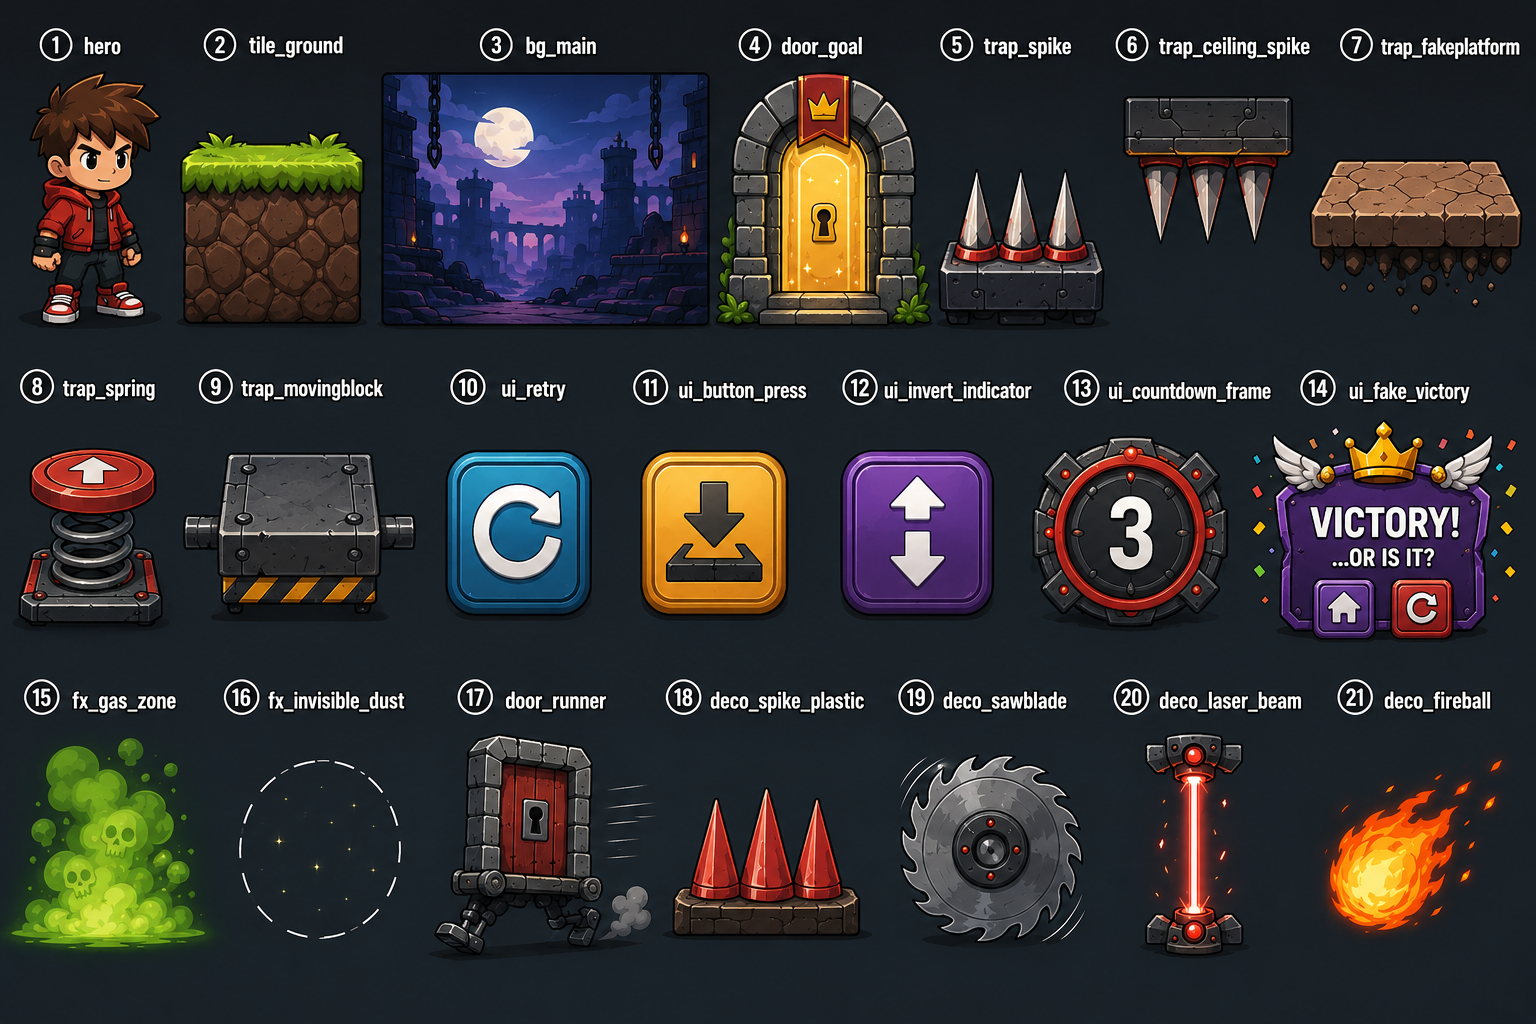 1 hero
2 tile_ground
3 bg_main
4 door_goal
5 trap_spike
6 trap_ceiling_spike
7 trap_fakeplatform
8 trap_spring
9 trap_movingblock
10 ui_retry
11 ui_button_press
12 ui_invert_indicator
13 ui_countdown_frame
14 ui_fake_victory
3
VICTORY!
...OR IS IT?
15 fx_gas_zone
16 fx_invisible_dust
17 door_runner
18 deco_spike_plastic
19 deco_sawblade
20 deco_laser_beam
21 deco_fireball